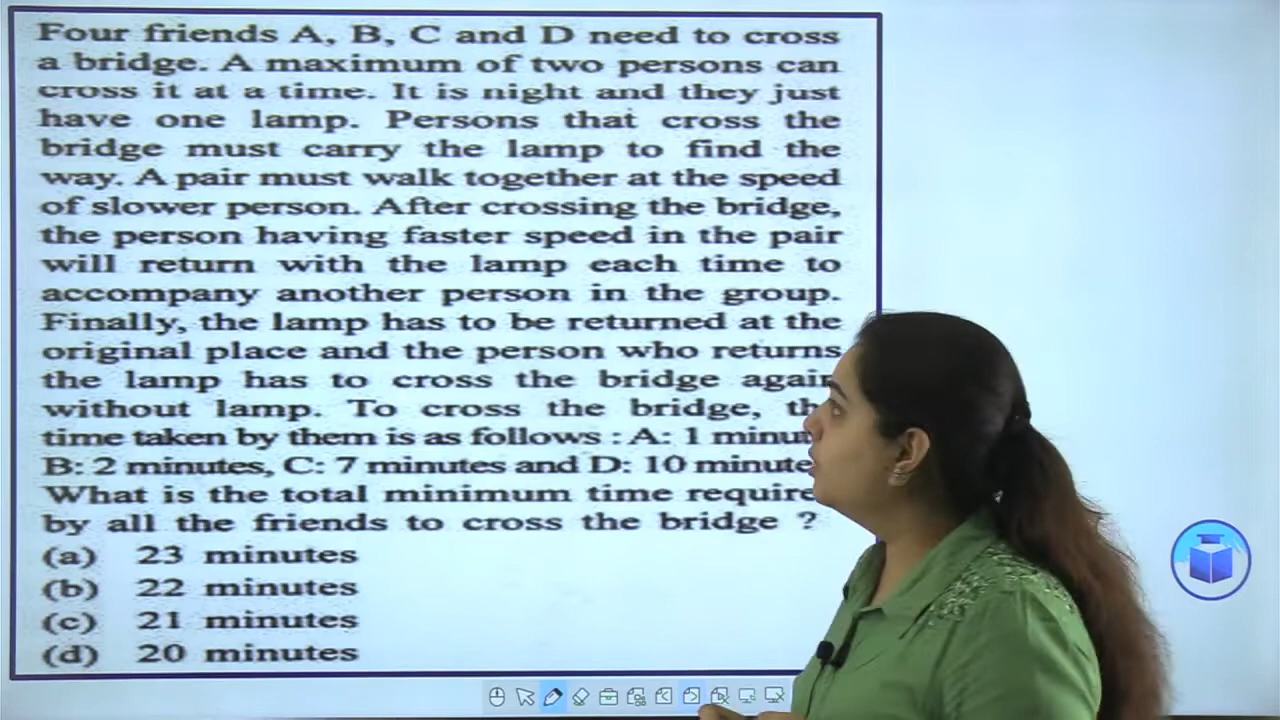 Four friends A, B, C and D need to cross
a bridge. A maximum of two persons can
cross it at a time. It is night and they just
have one lamp. Persons that cross the
bridge must carry the lamp to find the
way. A pair must walk together at the speed
of slower person. After crossing the bridge,
the person having faster speed in the pair
will return with the lamp each time to
accompany another person in the group.
Finally, the lamp has to be returned at the
original place and the person who returns
the lamp has to cross the bridge again
without lamp. To cross the bridge, th
time taken by them is as follows : A: 1 minut
B: 2 minutes, C: 7 minutes and D: 10 minute
What is the total minimum time require
by all the friends to cross the bridge ?
(a) 23 minutes
(b) 22 minutes
(c) 21 minutes
(d) 20 minutes